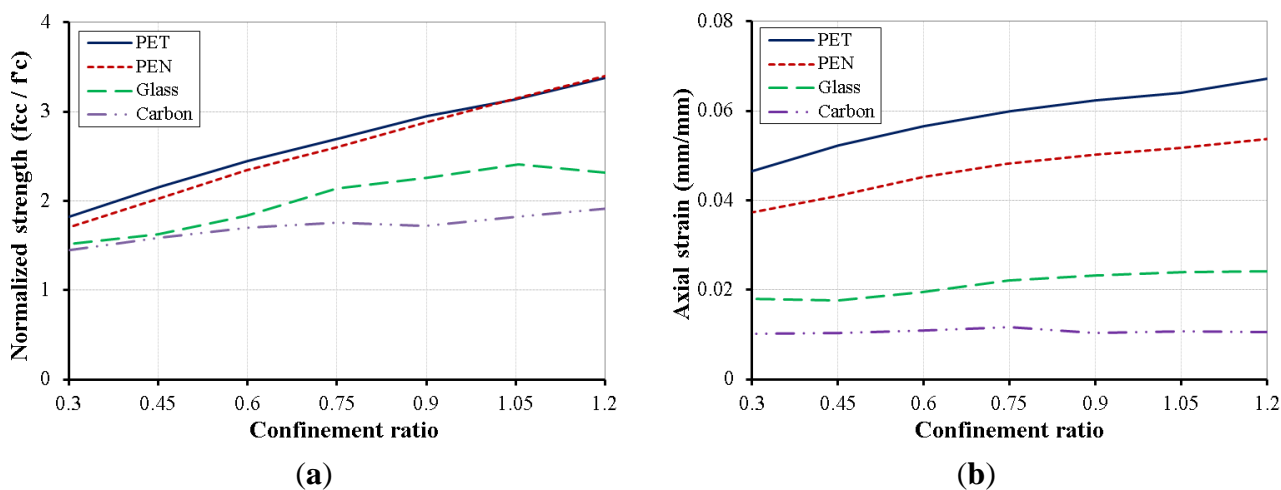 Normalized strength (fcc / f'c)
4
3
2
1
0
PET
PEN
Glass
Carbon
0.3 0.45 0.6 0.75 0.9 1.05 1.2
Confinement ratio
(a)
Axial strain (mm/mm)
0.08
0.06
0.04
0.02
0
PET
PEN
Glass
Carbon
0.3 0.45 0.6 0.75 0.9 1.05 1.2
Confinement ratio
(b)